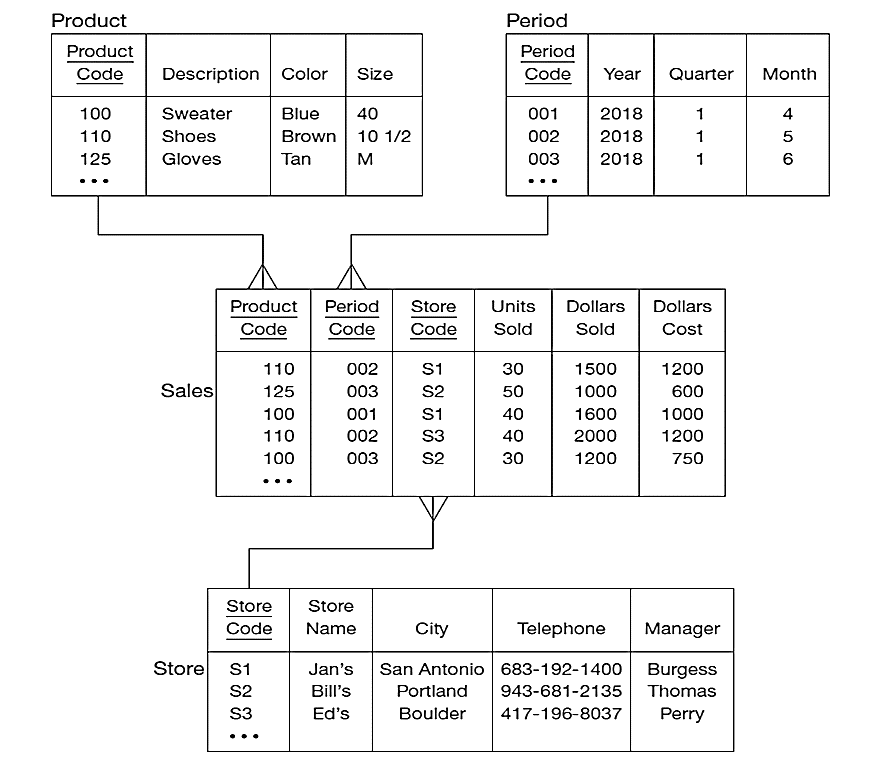 Product
Product Code Description Color Size
100 Sweater Blue 40
110 Shoes Brown 10 1/2
125 Gloves Tan M
•••
Period
Period Code Year Quarter Month
001 2018 1 4
002 2018 1 5
003 2018 1 6
•••
Sales
Product Code Period Code Store Code Units Sold Dollars Sold Dollars Cost
110 002 S1 30 1500 1200
125 003 S2 50 1000 600
100 001 S1 40 1600 1000
110 002 S3 40 2000 1200
100 003 S2 30 1200 750
•••
Store
Store Code Store Name City Telephone Manager
S1 Jan's San Antonio 683-192-1400 Burgess
S2 Bill's Portland 943-681-2135 Thomas
S3 Ed's Boulder 417-196-8037 Perry
•••